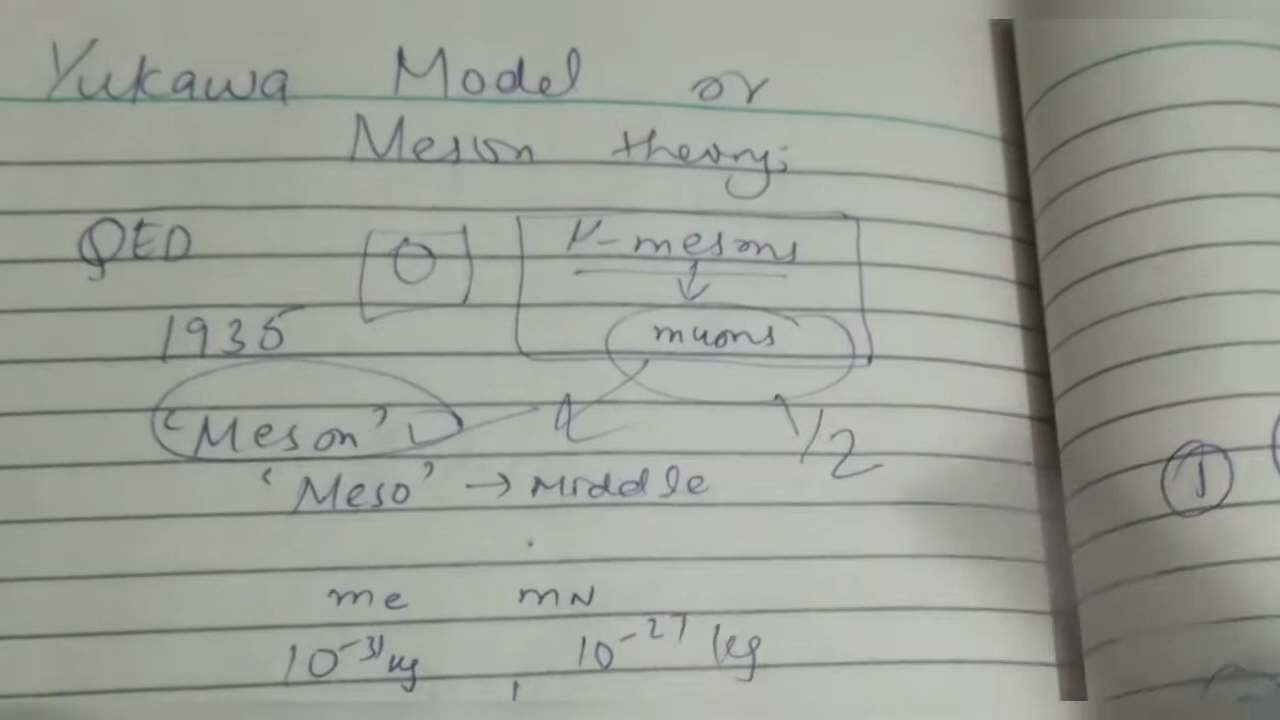 Yukawa Model or
Meson theory:
QED
0
μ-mesons
↓
muons
1935
'Meson'
1/2
'Meso' → Middle
me mN
10⁻³¹ kg 10⁻²⁷ kg
1